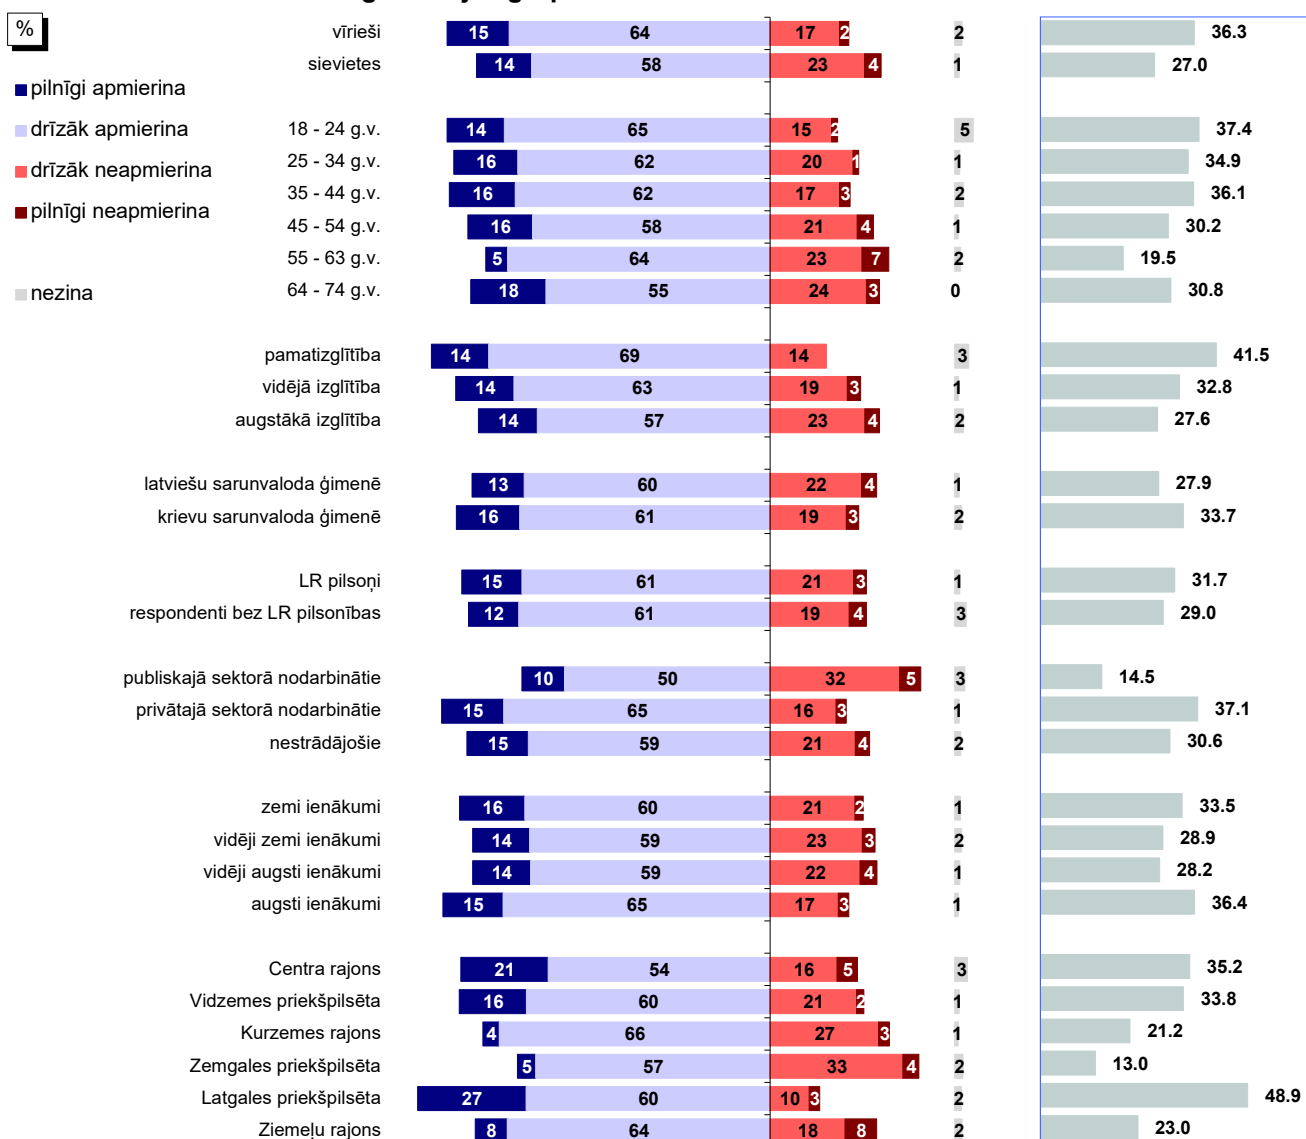 %
pilnīgi apmierina
drīzāk apmierina
drīzāk neapmierina
pilnīgi neapmierina
nezina
vīrieši 15 64 17 2 2 36.3
sievietes 14 58 23 4 1 27.0
18 - 24 g.v. 14 65 15 2 5 37.4
25 - 34 g.v. 16 62 20 1 1 34.9
35 - 44 g.v. 16 62 17 3 2 36.1
45 - 54 g.v. 16 58 21 4 1 30.2
55 - 63 g.v. 5 64 23 7 2 19.5
64 - 74 g.v. 18 55 24 3 0 30.8
pamatizglītība 14 69 14 3 41.5
vidējā izglītība 14 63 19 3 1 32.8
augstākā izglītība 14 57 23 4 2 27.6
latviešu sarunvaloda ģimenē 13 60 22 4 1 27.9
krievu sarunvaloda ģimenē 16 61 19 3 2 33.7
LR pilsoņi 15 61 21 3 1 31.7
respondenti bez LR pilsonības 12 61 19 4 3 29.0
publiskajā sektorā nodarbinātie 10 50 32 5 3 14.5
privātajā sektorā nodarbinātie 15 65 16 3 1 37.1
nestrādājošie 15 59 21 4 2 30.6
zemi ienākumi 16 60 21 2 1 33.5
vidēji zemi ienākumi 14 59 23 3 2 28.9
vidēji augsti ienākumi 14 59 22 4 1 28.2
augsti ienākumi 15 65 17 3 1 36.4
Centra rajons 21 54 16 5 3 35.2
Vidzemes priekšpilsēta 16 60 21 2 1 33.8
Kurzemes rajons 4 66 27 3 1 21.2
Zemgales priekšpilsēta 5 57 33 4 2 13.0
Latgales priekšpilsēta 27 60 10 3 2 48.9
Ziemeļu rajons 8 64 18 8 2 23.0